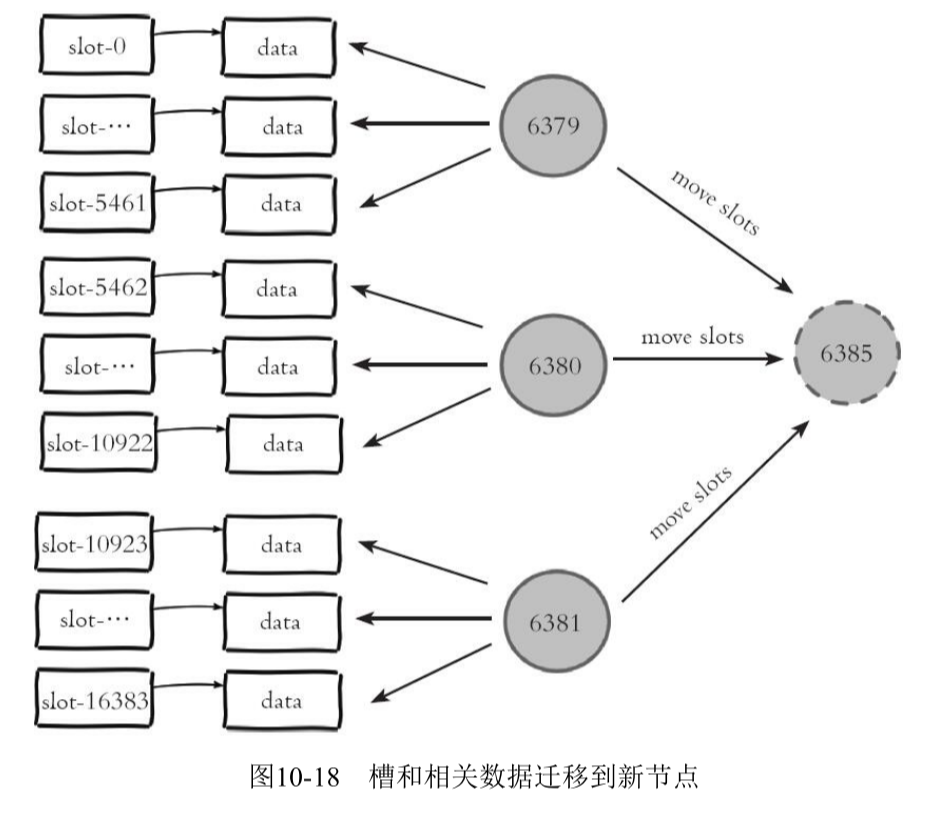 slot-0 data
slot-··· data
slot-5461 data
6379
move slots
slot-5462 data
slot-··· data
slot-10922 data
6380
move slots
6385
slot-10923 data
slot-··· data
slot-16383 data
6381
move slots
图10-18 槽和相关数据迁移到新节点